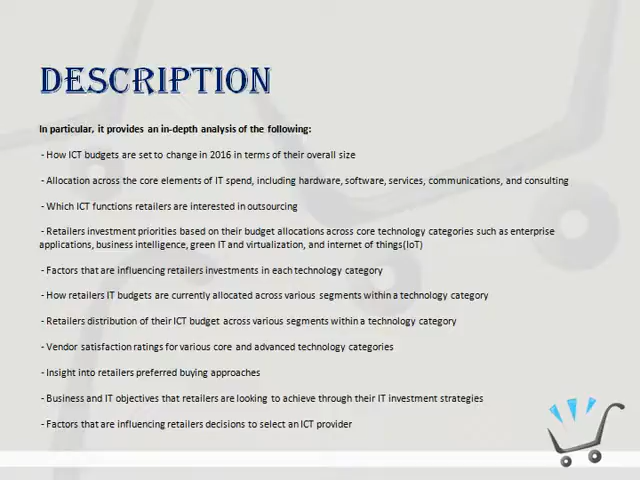 DESCRIPTION
In particular, it provides an in-depth analysis of the following:
- How ICT budgets are set to change in 2016 in terms of their overall size
- Allocation across the core elements of IT spend, including hardware, software, services, communications, and consulting
- Which ICT functions retailers are interested in outsourcing
- Retailers investment priorities based on their budget allocations across core technology categories such as enterprise
applications, business intelligence, green IT and virtualization, and internet of things(IoT)
- Factors that are influencing retailers investments in each technology category
- How retailers IT budgets are currently allocated across various segments within a technology category
- Retailers distribution of their ICT budget across various segments within a technology category
- Vendor satisfaction ratings for various core and advanced technology categories
- Insight into retailers preferred buying approaches
- Business and IT objectives that retailers are looking to achieve through their IT investment strategies
- Factors that are influencing retailers decisions to select an ICT provider